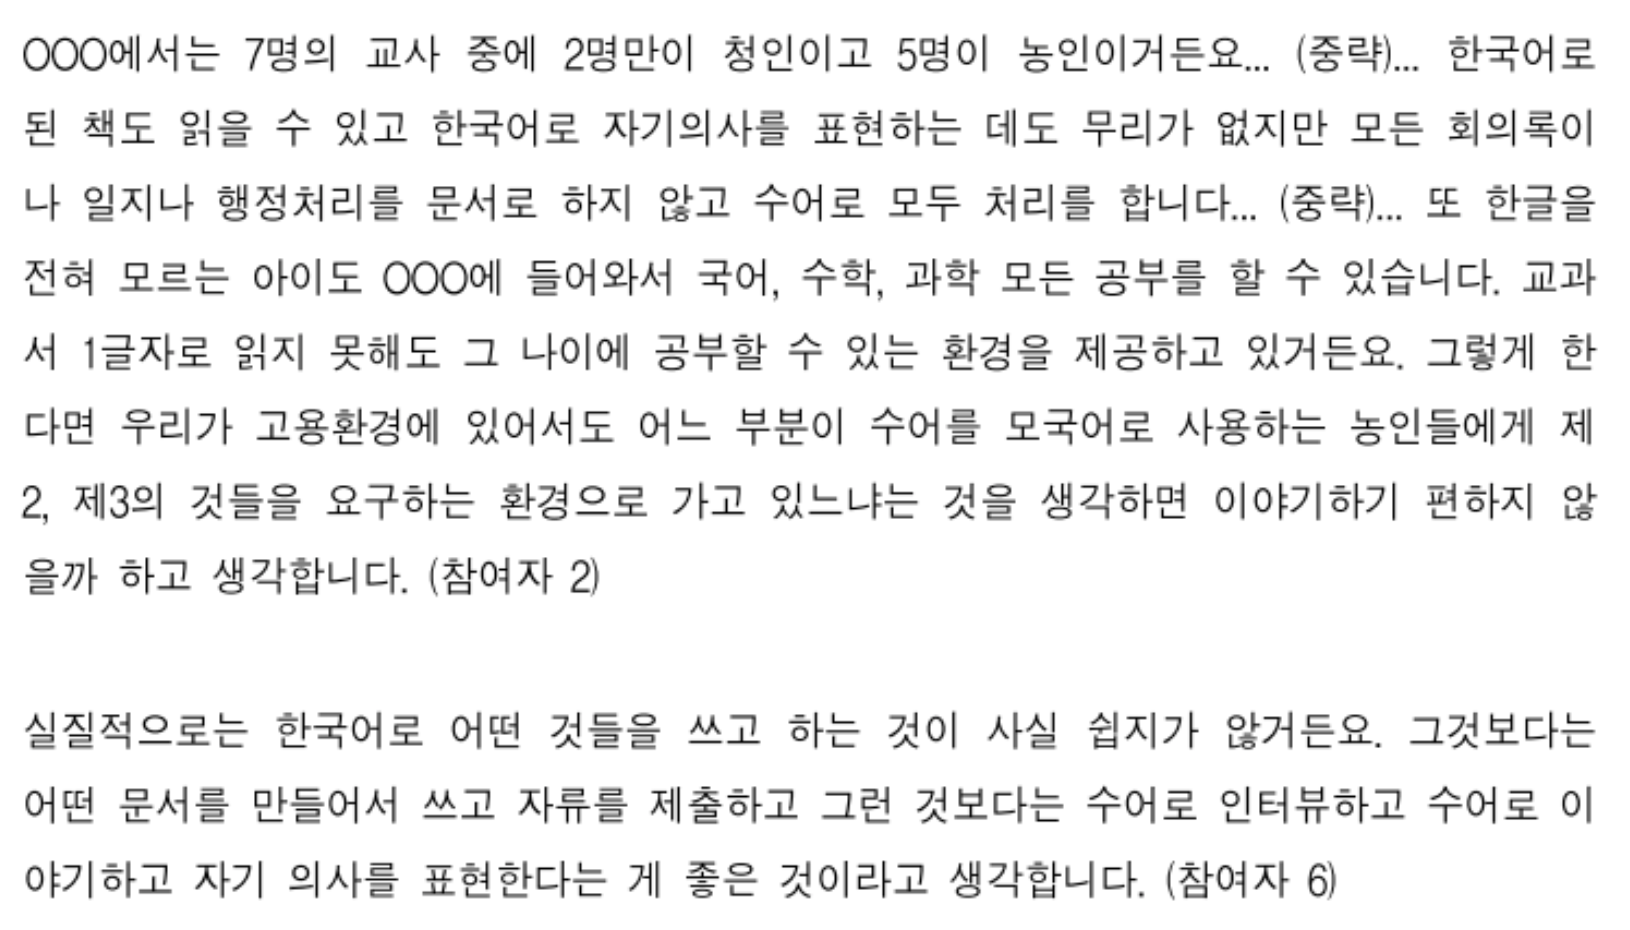 OOO에서는 7명의 교사 중에 2명만이 청인이고 5명이 농인이거든요... (중략)... 한국어로
된 책도 읽을 수 있고 한국어로 자기의사를 표현하는 데도 무리가 없지만 모든 회의록이
나 일지나 행정처리를 문서로 하지 않고 수어로 모두 처리를 합니다... (중략)... 또 한글을
전혀 모르는 아이도 OOO에 들어와서 국어, 수학, 과학 모든 공부를 할 수 있습니다. 교과
서 1글자로 읽지 못해도 그 나이에 공부할 수 있는 환경을 제공하고 있거든요. 그렇게 한
다면 우리가 고용환경에 있어서도 어느 부분이 수어를 모국어로 사용하는 농인들에게 제
2, 제3의 것들을 요구하는 환경으로 가고 있느냐는 것을 생각하면 이야기하기 편하지 않
을까 하고 생각합니다. (참여자 2)
실질적으로는 한국어로 어떤 것들을 쓰고 하는 것이 사실 쉽지가 않거든요. 그것보다는
어떤 문서를 만들어서 쓰고 자류를 제출하고 그런 것보다는 수어로 인터뷰하고 수어로 이
야기하고 자기 의사를 표현한다는 게 좋은 것이라고 생각합니다. (참여자 6)